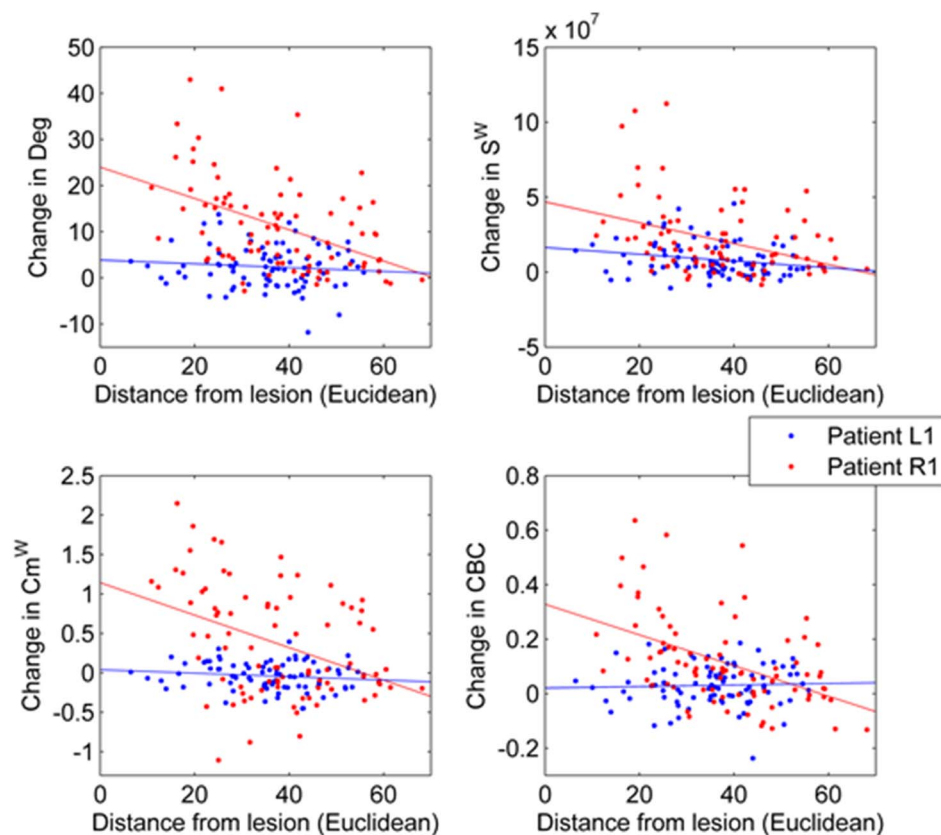 50
40
30
20
10
0
-10
Change in Deg
0 20 40 60
Distance from lesion (Eucidean)
x 10^7
15
10
5
0
-5
Change in S^W
0 20 40 60
Distance from lesion (Euclidean)
Patient L1
Patient R1
2.5
2
1.5
1
0.5
0
-0.5
-1
Change in Cm^W
0 20 40 60
Distance from lesion (Euclidean)
0.8
0.6
0.4
0.2
0
-0.2
Change in CBC
0 20 40 60
Distance from lesion (Euclidean)